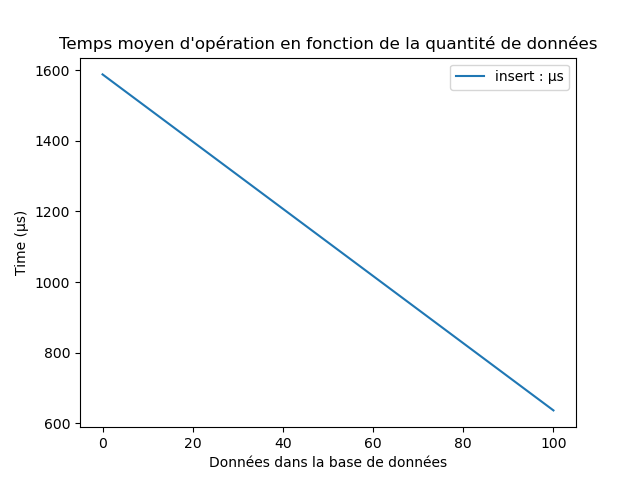 Temps moyen d'opération en fonction de la quantité de données
insert : µs
1600
1400
1200
1000
800
600
Time (µs)
0 20 40 60 80 100
Données dans la base de données